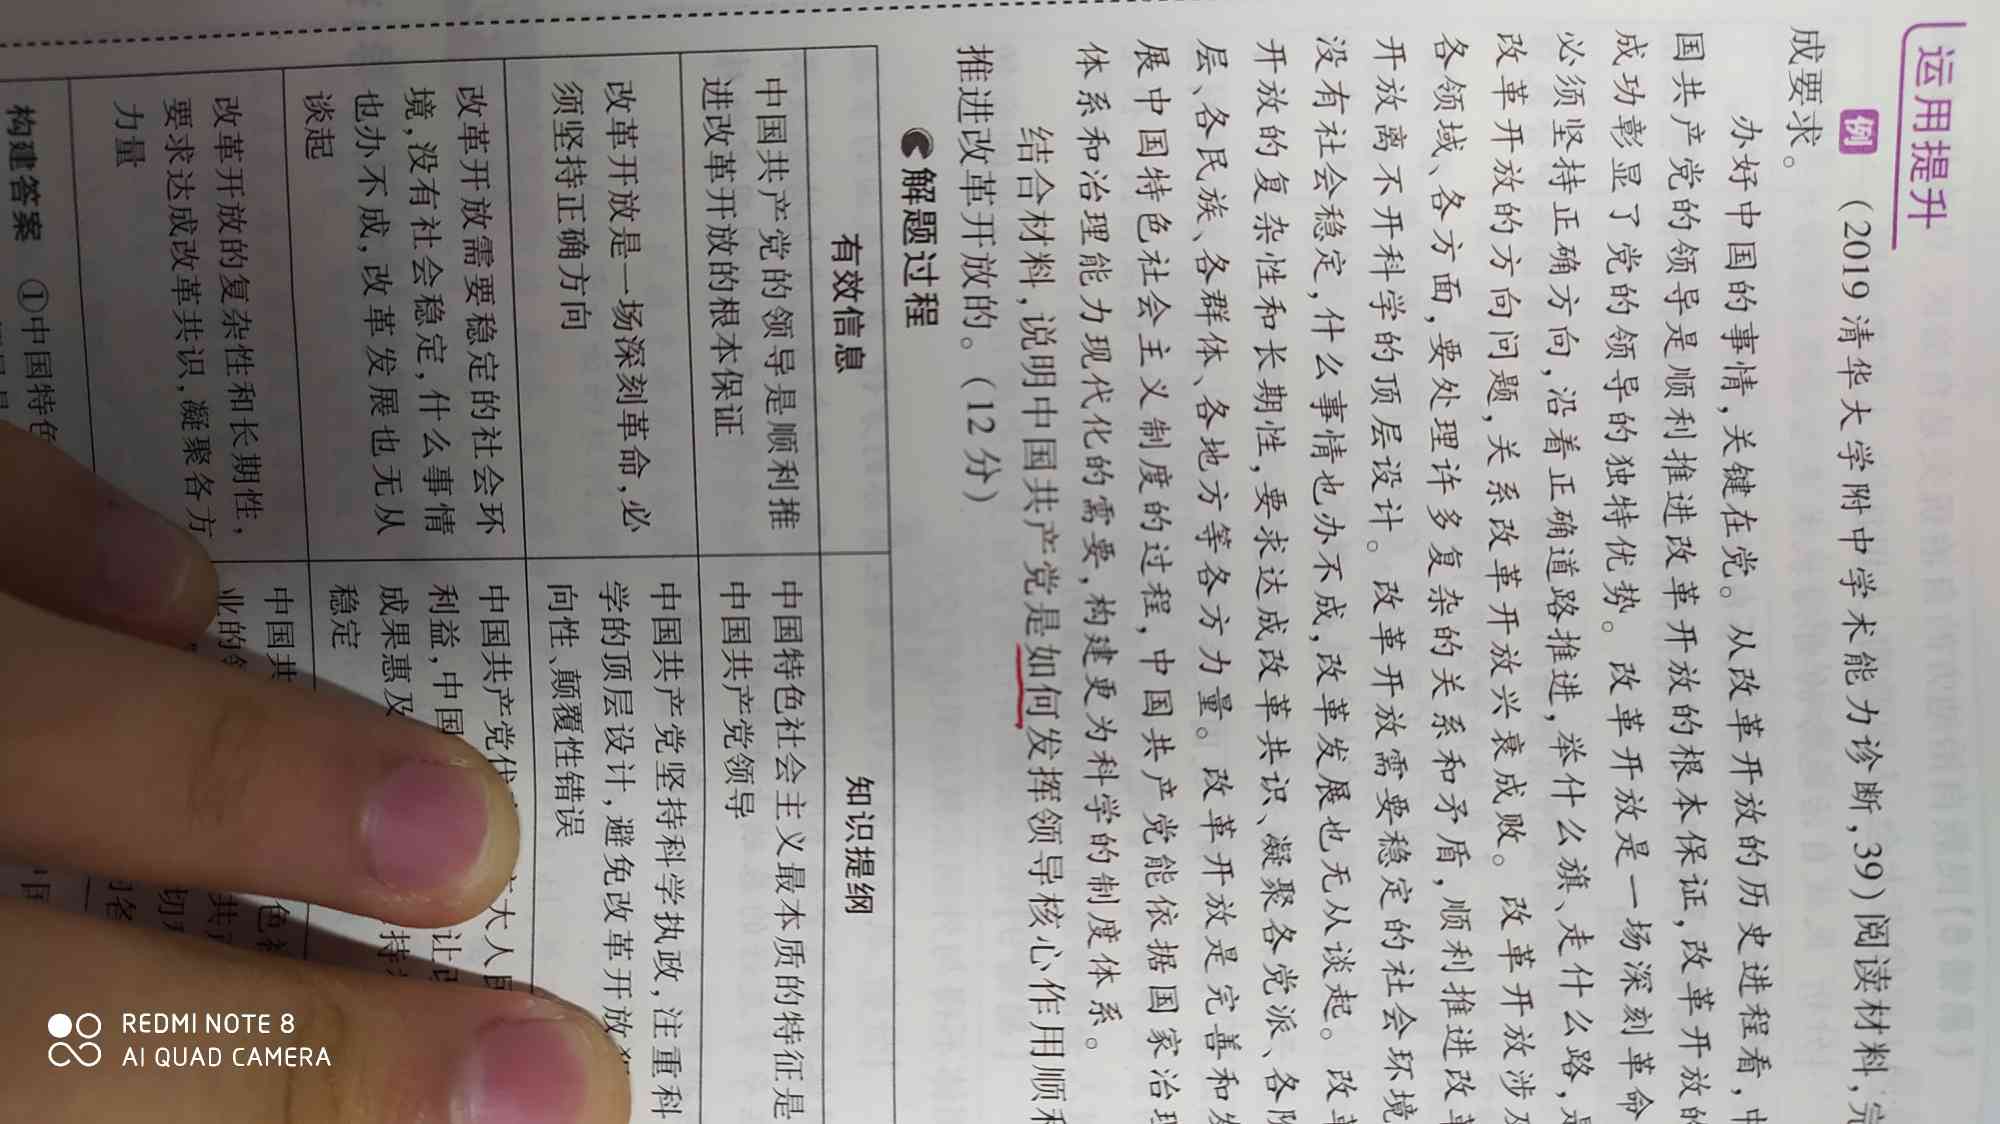 运用提升
例 (2019清华大学附中学术能力诊断,39)阅读材料,完
成要求。
办好中国的事情,关键在党。从改革开放的历史进程看,中
国共产党的领导是顺利推进改革开放的根本保证,改革开放的
成功彰显了党的领导的独特优势。改革开放是一场深刻革命
必须坚持正确方向,沿着正确道路推进,举什么旗、走什么路,是
改革开放的方向问题,关系改革开放兴衰成败。改革开放涉及
各领域、各方面,要处理许多复杂的关系和矛盾,顺利推进改革
开放离不开科学的顶层设计。改革开放需要稳定的社会环境
没有社会稳定,什么事情也办不成,改革发展也无从谈起。改革
开放的复杂性和长期性,要求达成改革共识、凝聚各党派、各阶
层、各民族、各群体、各地方等各方力量。改革开放是完善和发
展中国特色社会主义制度的过程,中国共产党能依据国家治理
体系和治理能力现代化的需要,构建更为科学的制度体系。
结合材料,说明中国共产党是如何发挥领导核心作用顺利
推进改革开放的。(12分)
解题过程
有效信息
知识提纲
中国共产党的领导是顺利推
进改革开放的根本保证
中国特色社会主义最本质的特征是
中国共产党领导
改革开放是一场深刻革命,必
须坚持正确方向
中国共产党坚持科学执政,注重科
学的顶层设计,避免改革开放
向性、颠覆性错误
改革开放需要稳定的社会环
境,没有社会稳定,什么事情
也办不成,改革发展也无从
谈起
中国共产党代
利益,中国
成果惠及
稳定
改革开放的复杂性和长期性,
要求达成改革共识,凝聚各方
力量
中国共
业的
构建答案 ①中国特色
REDMI NOTE 8
AI QUAD CAMERA